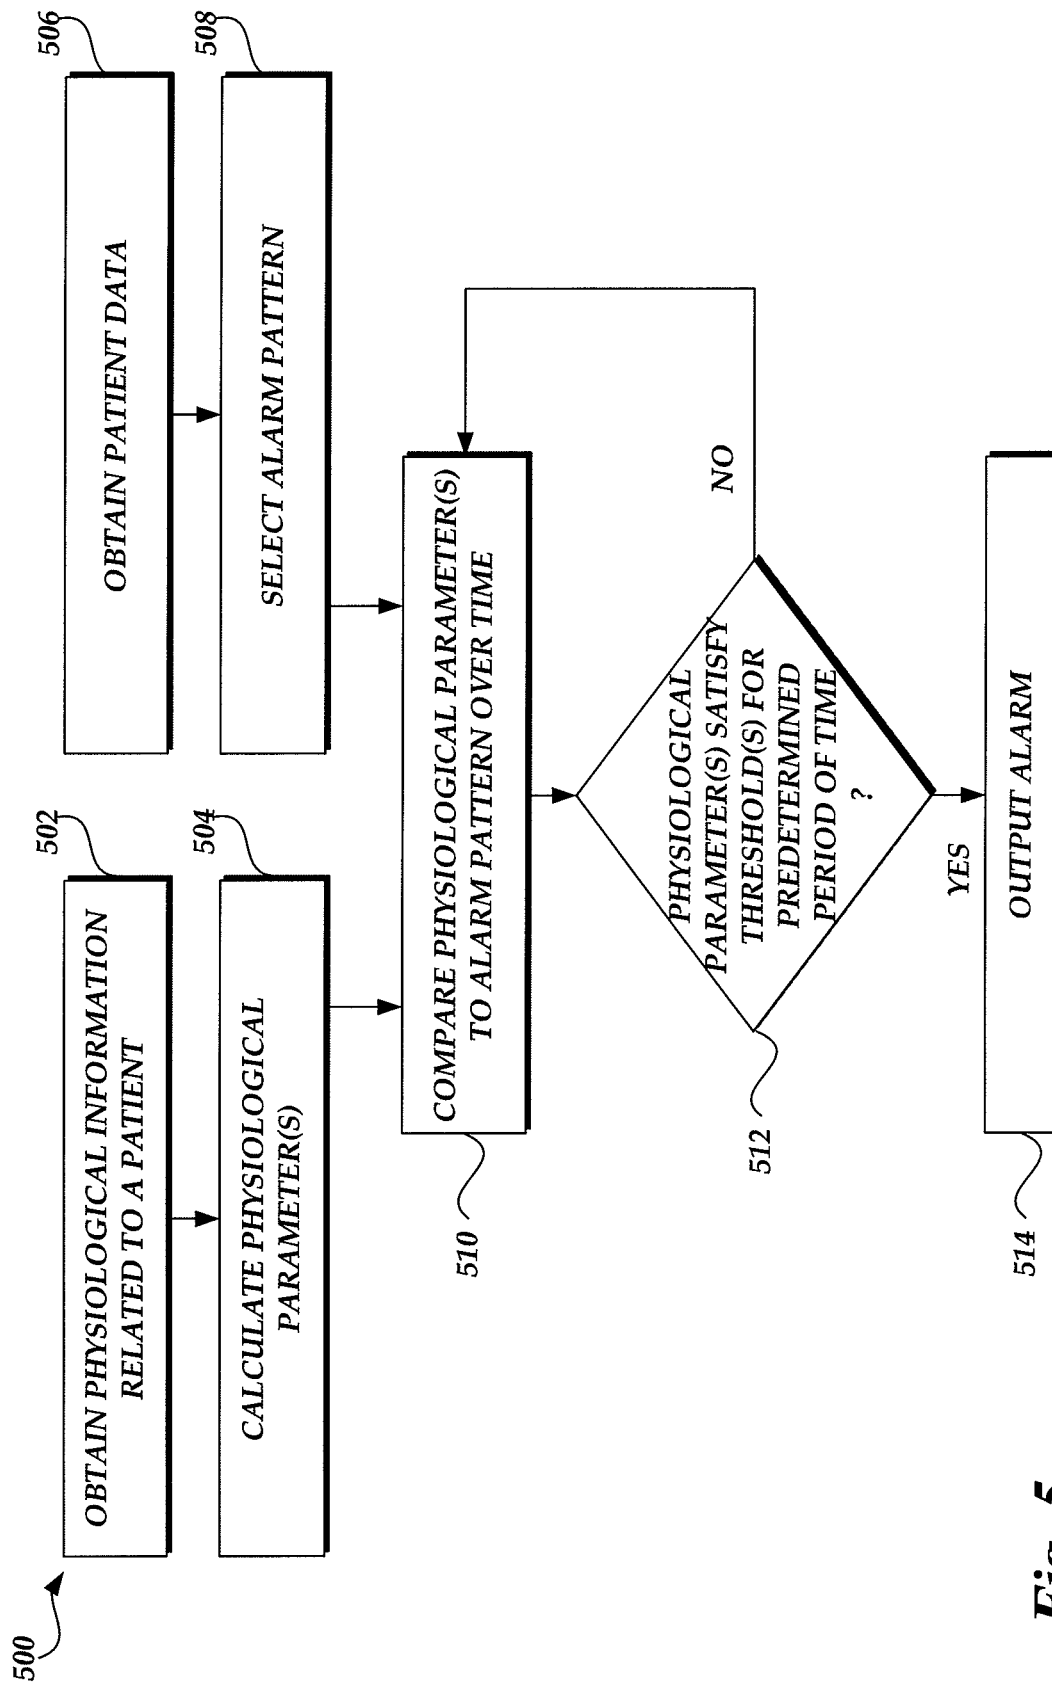 500
502
OBTAIN PHYSIOLOGICAL INFORMATION
RELATED TO A PATIENT
504
CALCULATE PHYSIOLOGICAL
PARAMETER(S)
506
OBTAIN PATIENT DATA
508
SELECT ALARM PATTERN
510
COMPARE PHYSIOLOGICAL PARAMETER(S)
TO ALARM PATTERN OVER TIME
512
PHYSIOLOGICAL
PARAMETER(S) SATISFY
THRESHOLD(S) FOR
PREDETERMINED
PERIOD OF TIME
?
NO
YES
514
OUTPUT ALARM
Fig. 5